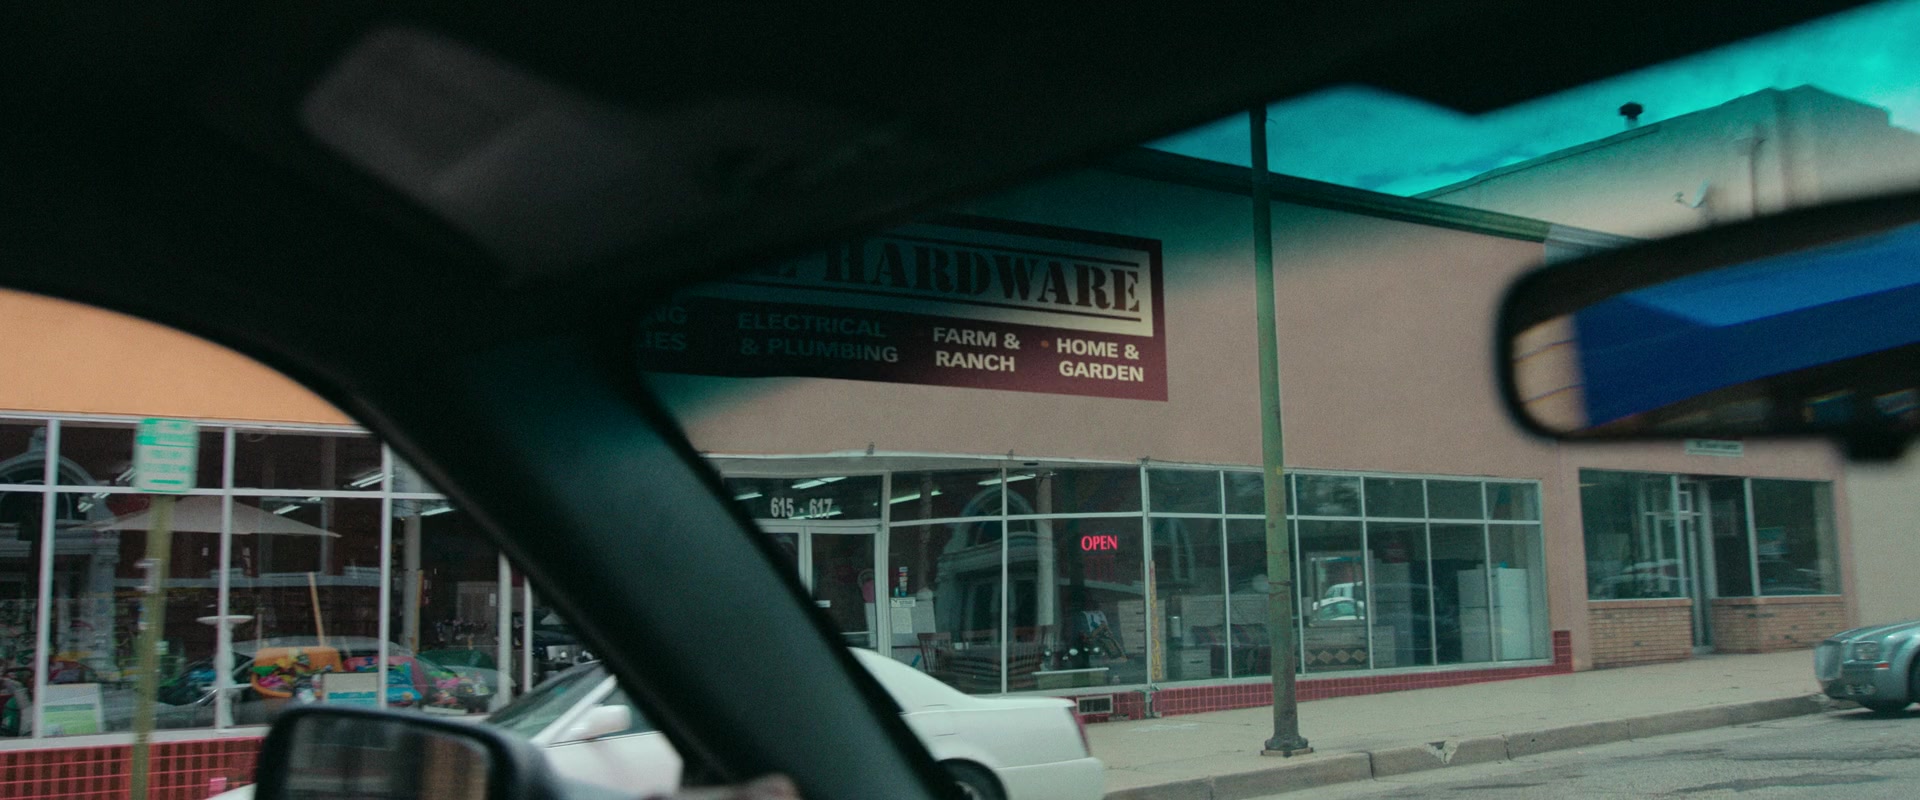 HARDWARE
ELECTRICAL
& PLUMBING
FARM &
RANCH
HOME &
GARDEN
615 - 617
OPEN